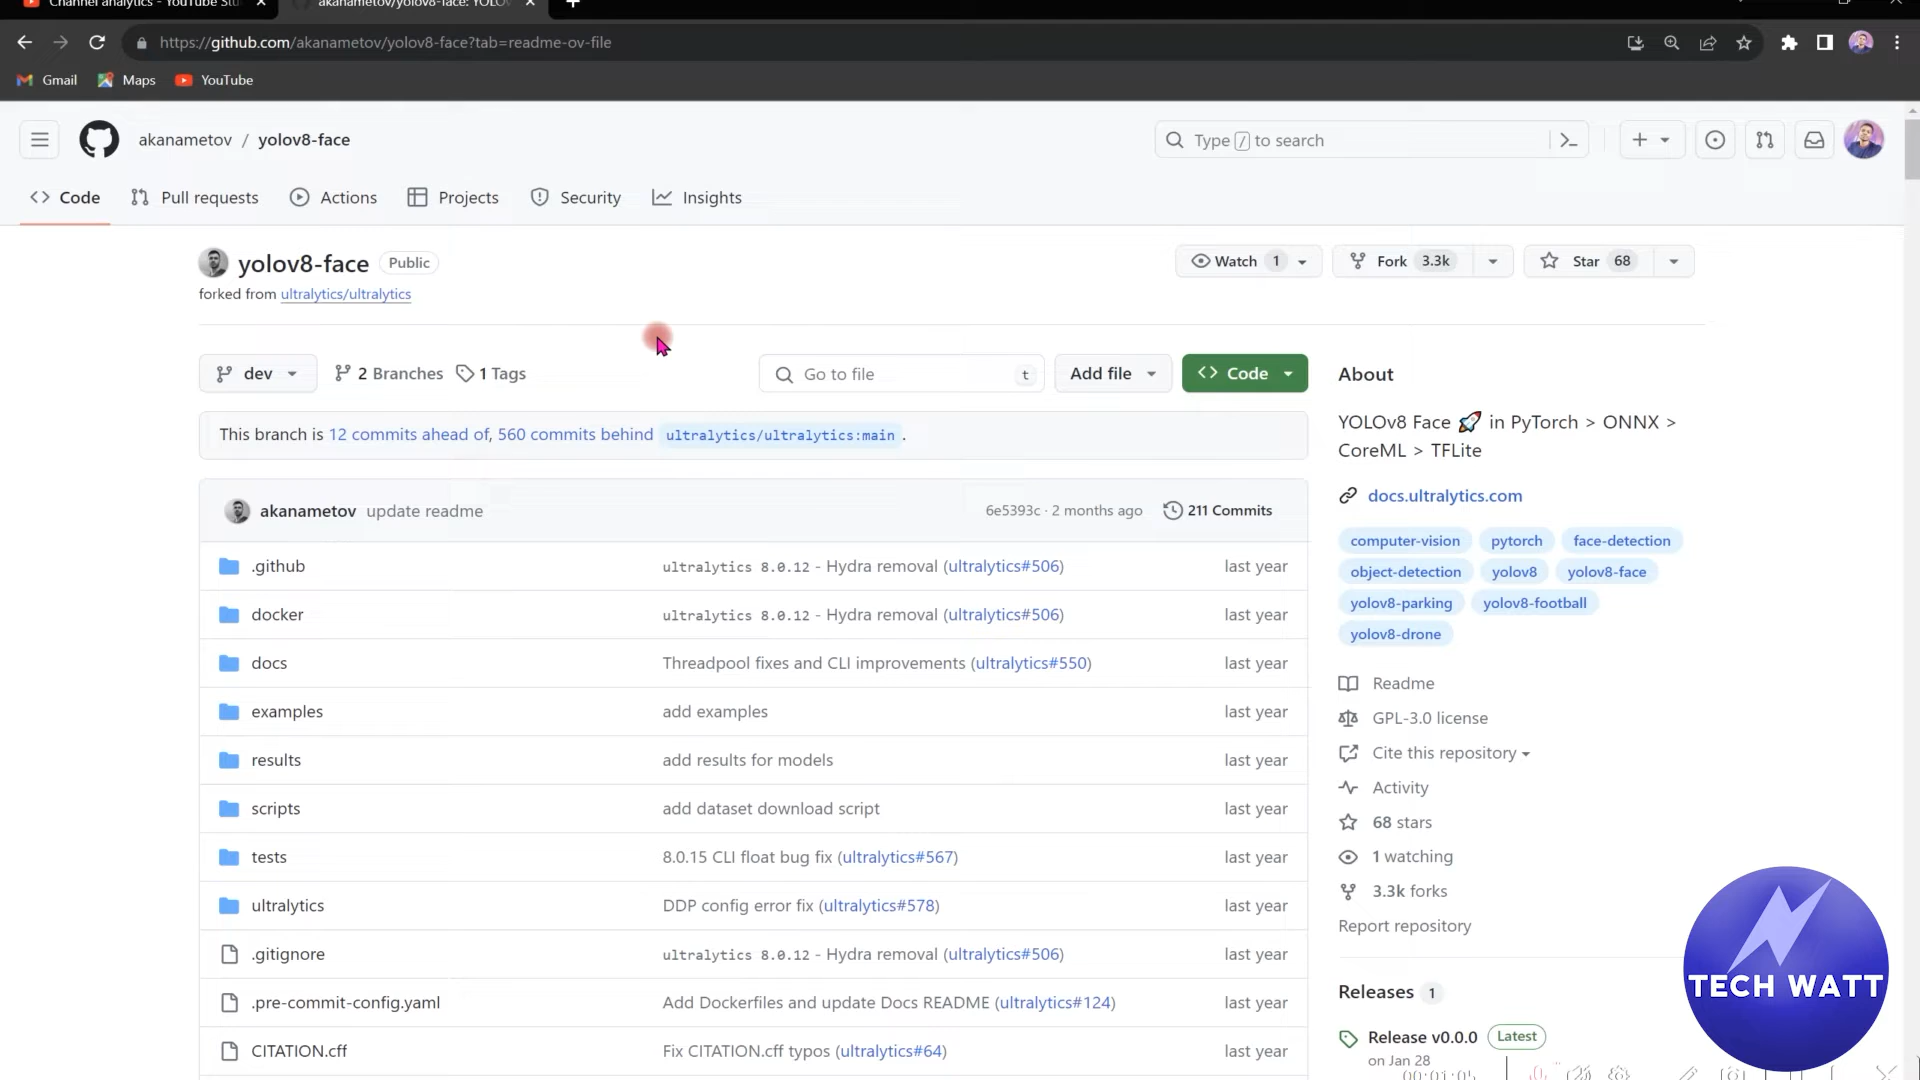 Channel analytics - YouTube Stu
akanametov/yolov8-face: YOLOv
https://github.com/akanametov/yolov8-face?tab=readme-ov-file
Gmail
Maps
YouTube
akanametov / yolov8-face
Type / to search
Code
Pull requests
Actions
Projects
Security
Insights
yolov8-face Public
forked from ultralytics/ultralytics
Watch 1
Fork 3.3k
Star 68
dev
2 Branches
1 Tags
Go to file t
Add file
Code
This branch is 12 commits ahead of, 560 commits behind ultralytics/ultralytics:main .
akanametov update readme 6e5393c · 2 months ago 211 Commits
.github ultralytics 8.0.12 - Hydra removal (ultralytics#506) last year
docker ultralytics 8.0.12 - Hydra removal (ultralytics#506) last year
docs Threadpool fixes and CLI improvements (ultralytics#550) last year
examples add examples last year
results add results for models last year
scripts add dataset download script last year
tests 8.0.15 CLI float bug fix (ultralytics#567) last year
ultralytics DDP config error fix (ultralytics#578) last year
.gitignore ultralytics 8.0.12 - Hydra removal (ultralytics#506) last year
.pre-commit-config.yaml Add Dockerfiles and update Docs README (ultralytics#124) last year
CITATION.cff Fix CITATION.cff typos (ultralytics#64) last year
About
YOLOv8 Face 🚀 in PyTorch > ONNX >
CoreML > TFLite
docs.ultralytics.com
computer-vision pytorch face-detection
object-detection yolov8 yolov8-face
yolov8-parking yolov8-football
yolov8-drone
Readme
GPL-3.0 license
Cite this repository
Activity
68 stars
1 watching
3.3k forks
Report repository
Releases 1
Release v0.0.0 Latest
on Jan 28
TECH WATT